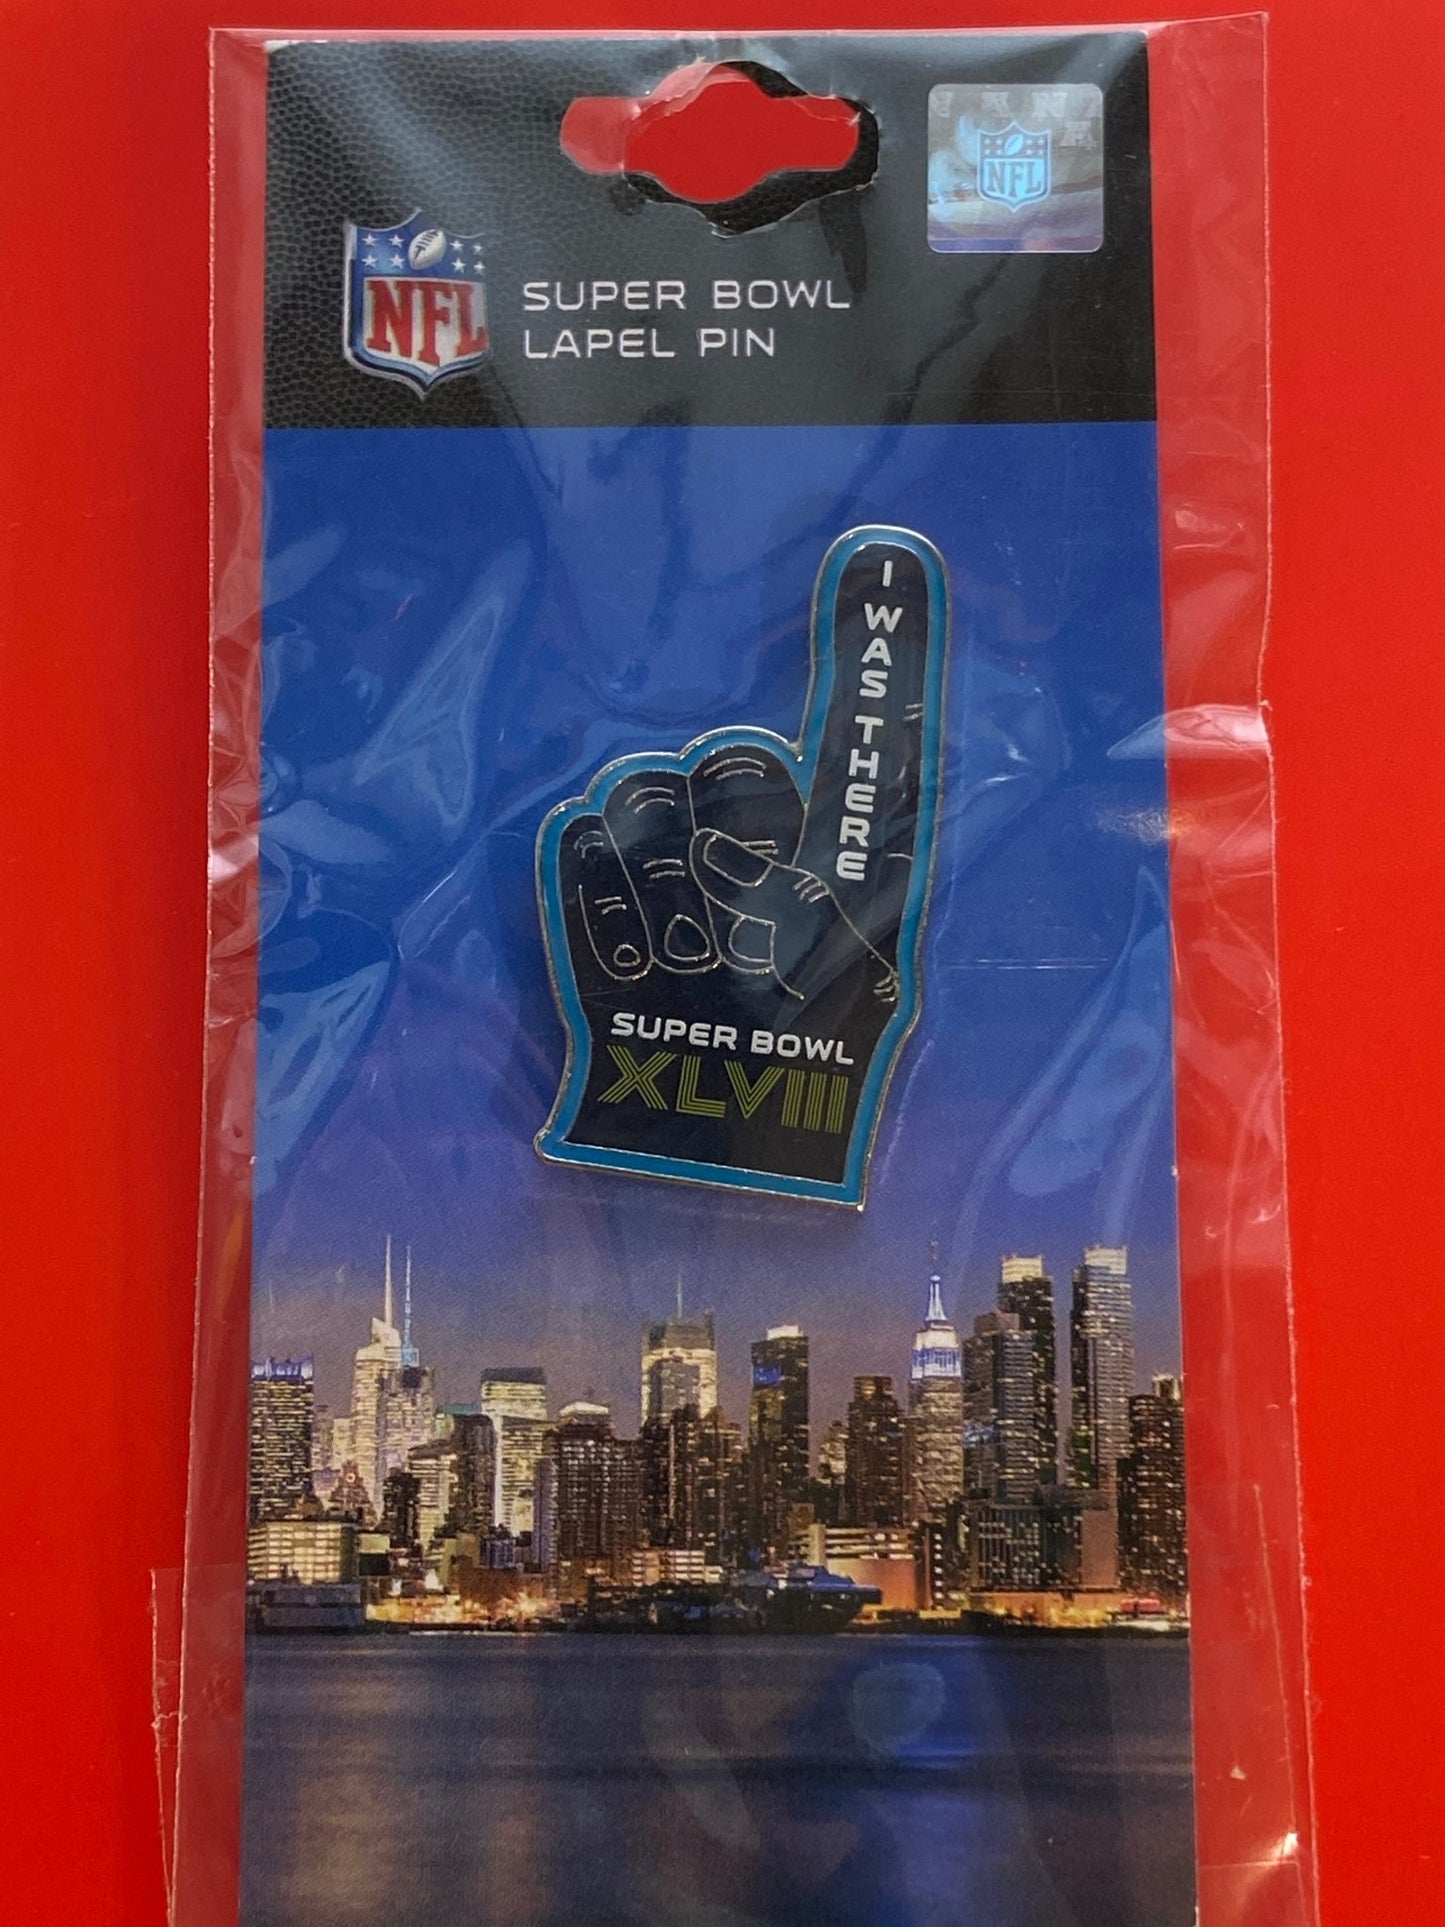 NFL
NFL
SUPER BOWL
LAPEL PIN
I WAS THERE
SUPER BOWL
XLVIII